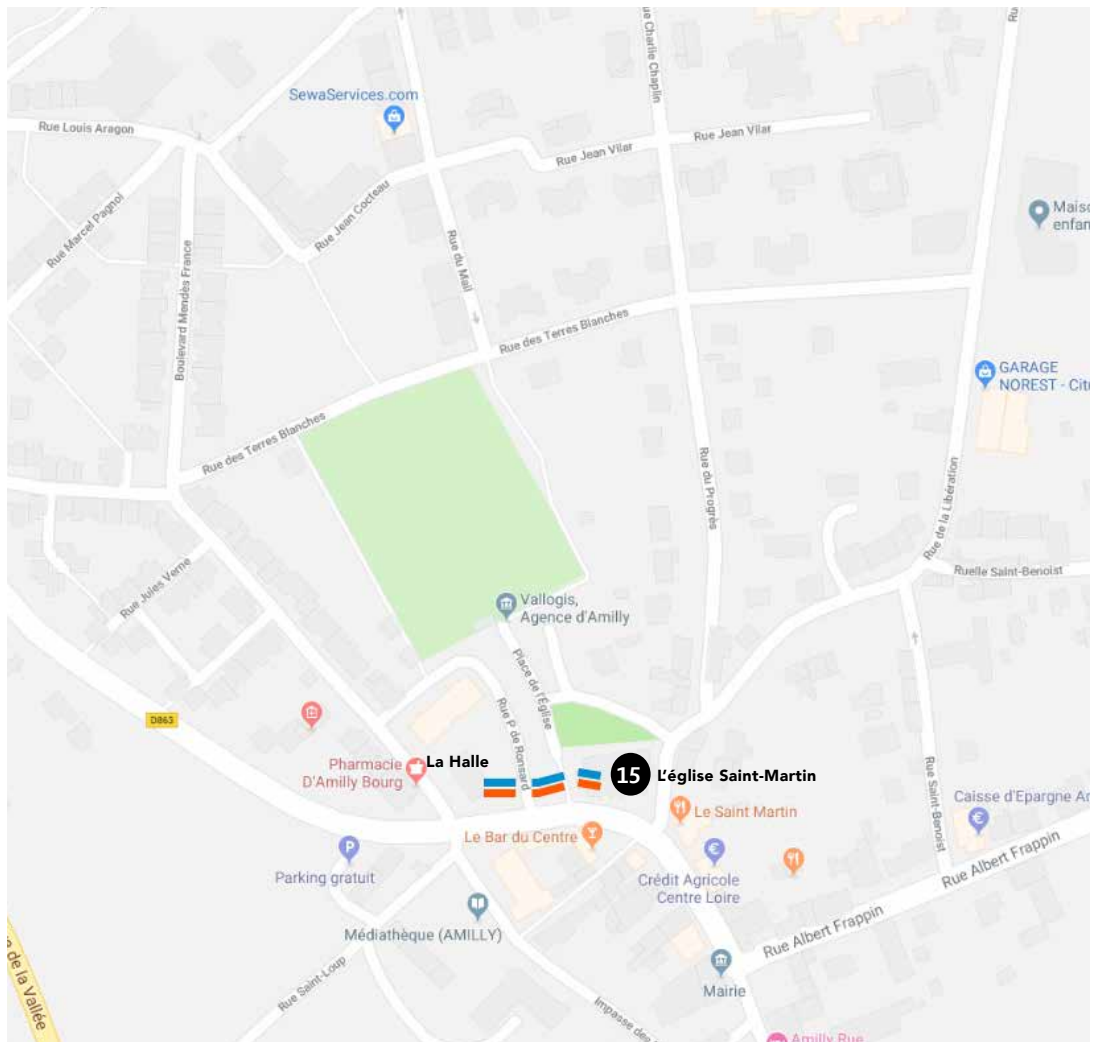 Rue Charlie Chaplin
SewaServices.com
Rue Louis Aragon
Rue Jean Vilar
Rue Jean Vilar
Rue Marcel Pagnol
Rue Jean Cocteau
Rue du Mail
Boulevard Mendès France
Rue des Terres Blanches
GARAGE
NOREST
Rue des Terres Blanches
Rue du Progrès
Rue de la Libération
Ruelle Saint-Benoist
Rue Jules Verne
Vallogis,
Agence d'Amilly
Place de l'Église
Rue P de Ronsard
D863
La Halle
Pharmacie
D'Amilly Bourg
15 L'église Saint-Martin
Rue Saint-Benoist
Caisse d'Epargne
Le Saint Martin
Le Bar du Centre
P
Parking gratuit
Crédit Agricole
Centre Loire
Rue Albert Frappin
Médiathèque (AMILLY)
Rue Albert Frappin
Rue Saint-Loup
de la Vallée
Mairie
Impasse des
Amilly Rue